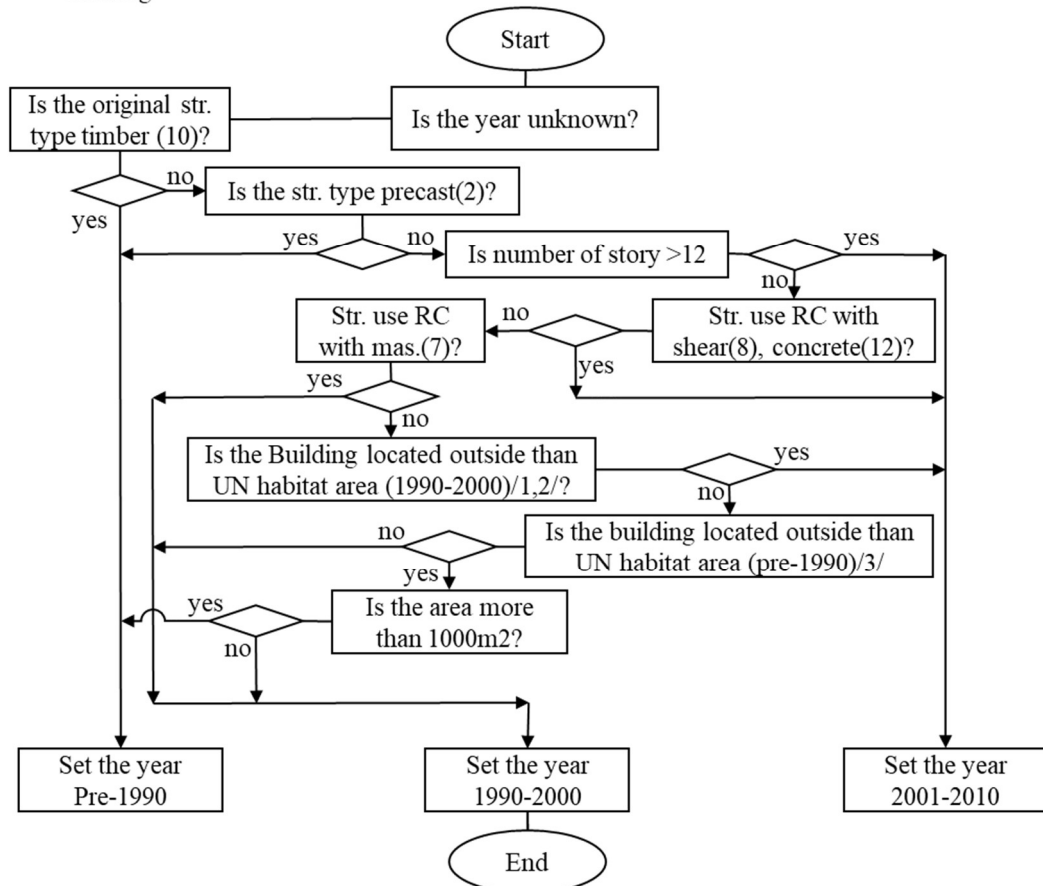 Start
Is the original str.
type timber (10)?
Is the year unknown?
no
yes
Is the str. type precast(2)?
yes
no
Is number of story >12
yes
no
Str. use RC
with mas.(7)?
no
yes
Str. use RC with
shear(8), concrete(12)?
yes
no
Is the Building located outside than
UN habitat area (1990-2000)/1,2/?
yes
no
Is the building located outside than
UN habitat area (pre-1990)/3/
no
yes
Is the area more
than 1000m2?
yes
no
Set the year
Pre-1990
Set the year
1990-2000
Set the year
2001-2010
End